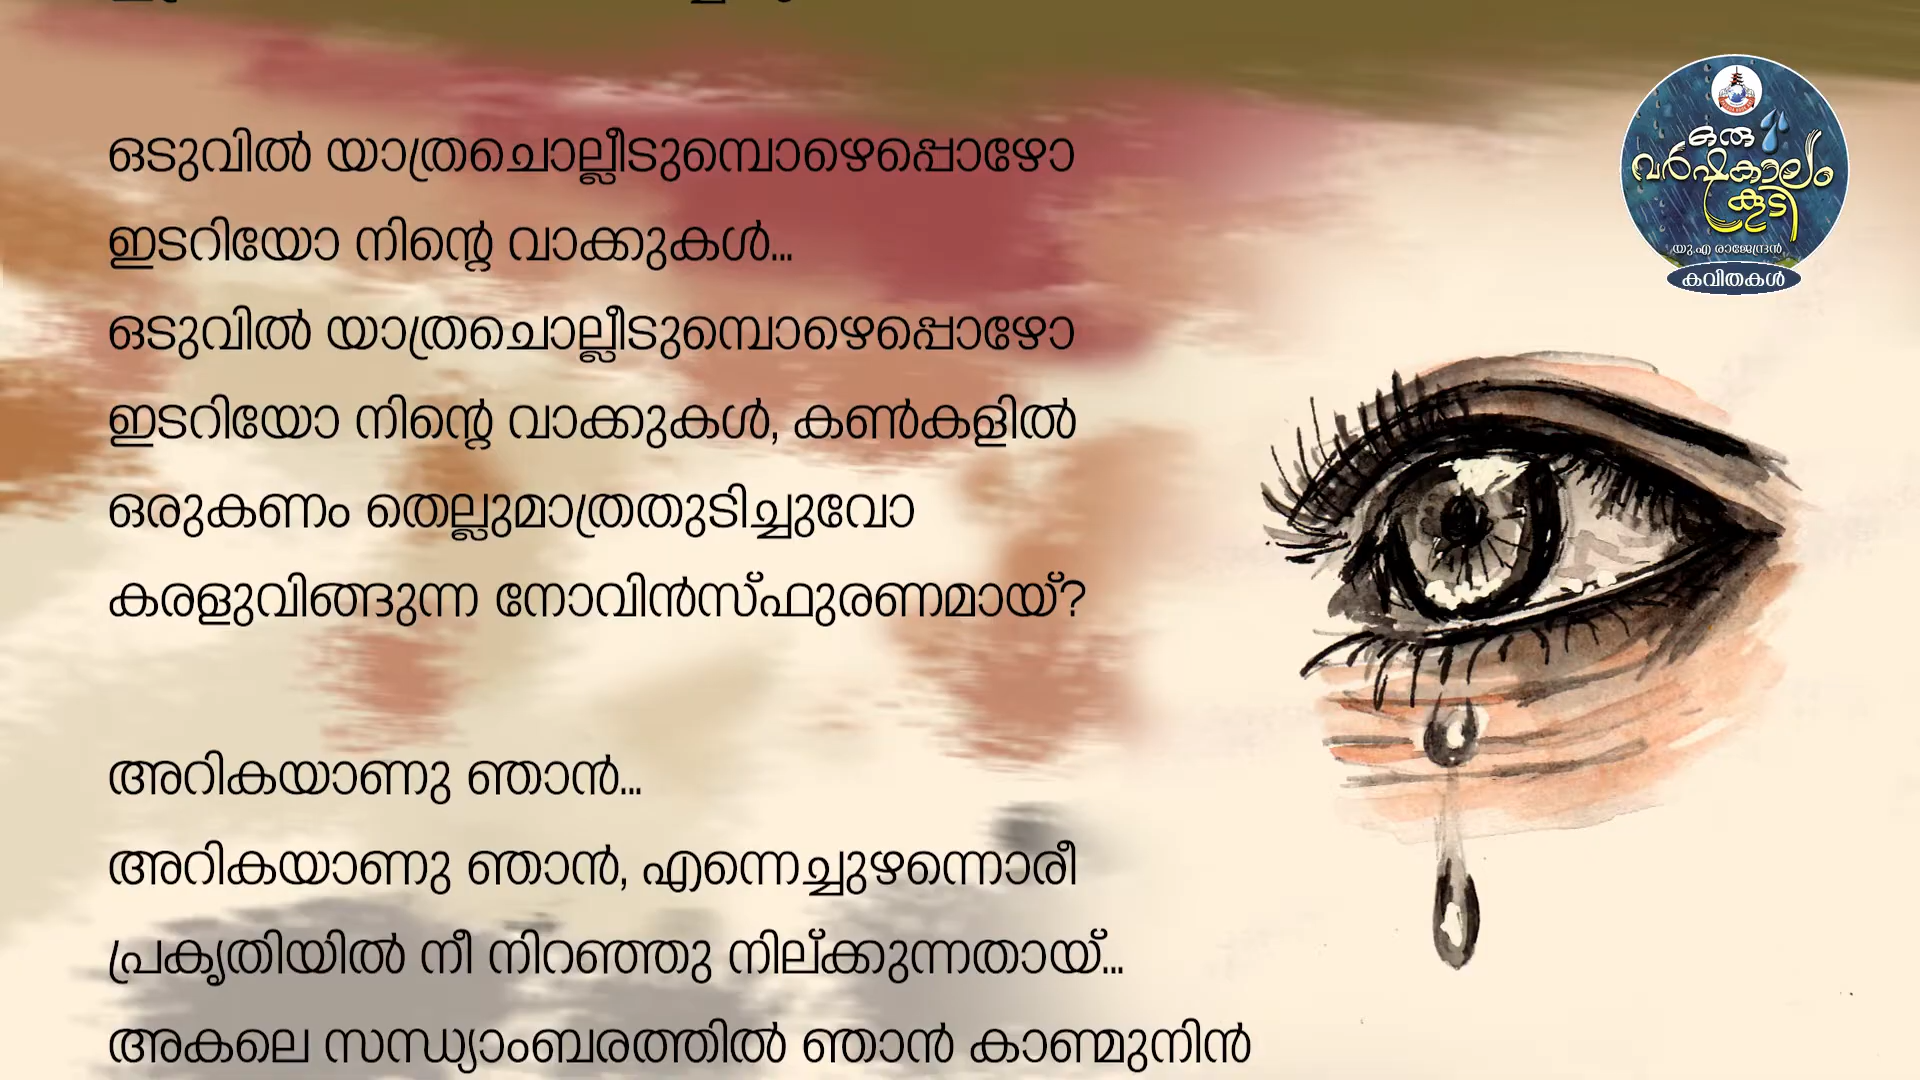 ഒടുവിൽ യാത്രചൊല്ലീടുമ്പൊഴെപ്പൊഴോ
ഇടറിയോ നിന്റെ വാക്കുകൾ...
ഒടുവിൽ യാത്രചൊല്ലീടുമ്പൊഴെപ്പൊഴോ
ഇടറിയോ നിന്റെ വാക്കുകൾ, കൺകളിൽ
ഒരുകണം തെല്ലുമാത്രതുടിച്ചുവോ
കരളുവിങ്ങുന്ന നോവിൻസ്ഫുരണമായ്?
അറികയാണു ഞാൻ...
അറികയാണു ഞാൻ, എന്നെച്ചുഴന്നൊരീ
പ്രകൃതിയിൽ നീ നിറഞ്ഞു നില്ക്കുന്നതായ്...
അകലെ സന്ധ്യാംബരത്തിൽ ഞാൻ കാണ്മുനിൻ
ഒരു
വർഷകാലം
കൂടി
യു.എ രാജേന്ദ്രൻ
കവിതകൾ